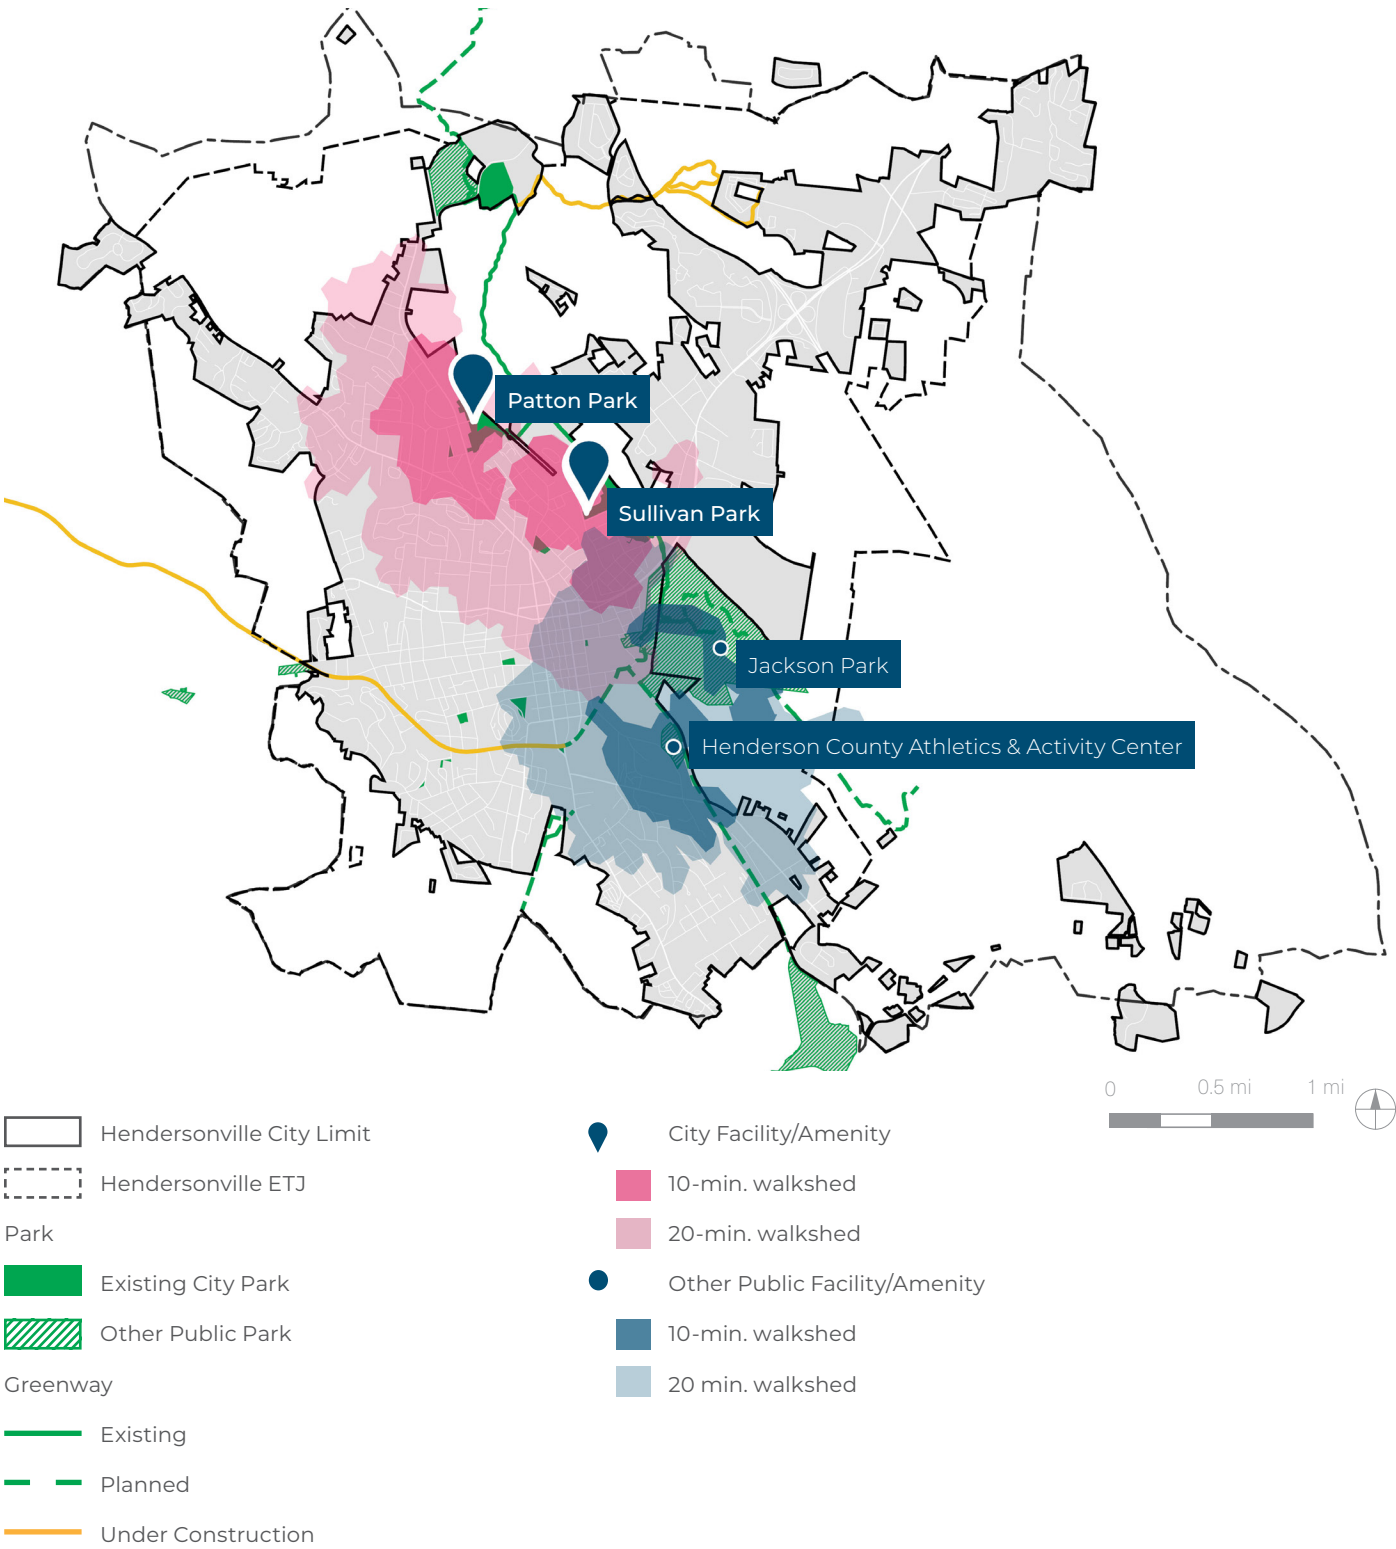 Patton Park
Sullivan Park
Jackson Park
Henderson County Athletics & Activity Center
0 0.5 mi 1 mi
Hendersonville City Limit
Hendersonville ETJ
Park
Existing City Park
Other Public Park
Greenway
Existing
Planned
Under Construction
City Facility/Amenity
10-min. walkshed
20-min. walkshed
Other Public Facility/Amenity
10-min. walkshed
20 min. walkshed